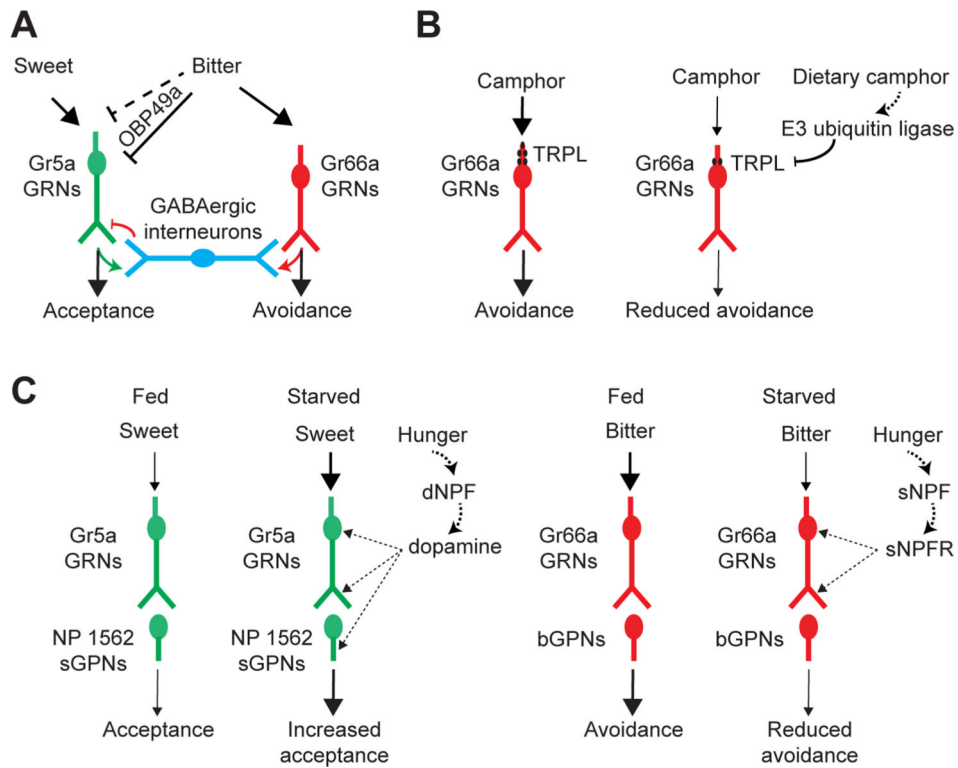 A
Sweet
Bitter
OBP49a
Gr5a
GRNs
Gr66a
GRNs
GABAergic
interneurons
Acceptance
Avoidance
B
Camphor
TRPL
Gr66a
GRNs
Avoidance
Camphor
Dietary camphor
E3 ubiquitin ligase
Gr66a
GRNs
TRPL
Reduced avoidance
C
Fed
Sweet
Gr5a
GRNs
NP 1562
sGPNs
Acceptance
Starved
Sweet
Hunger
dNPF
dopamine
Gr5a
GRNs
NP 1562
sGPNs
Increased
acceptance
Fed
Bitter
Gr66a
GRNs
bGPNs
Avoidance
Starved
Bitter
Hunger
sNPF
sNPFR
Gr66a
GRNs
bGPNs
Reduced
avoidance